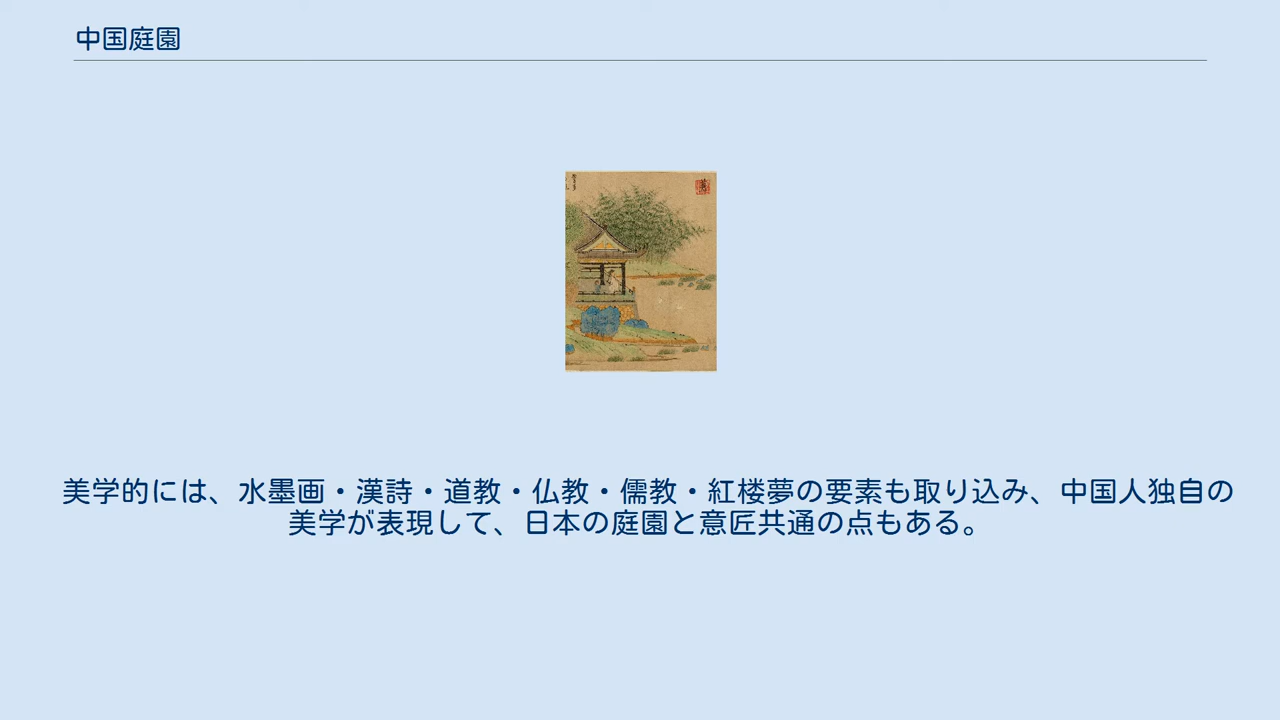 中国庭園
美学的には、水墨画・漢詩・道教・仏教・儒教・紅楼夢の要素も取り込み、中国人独自の
美学が表現して、日本の庭園と意匠共通の点もある。